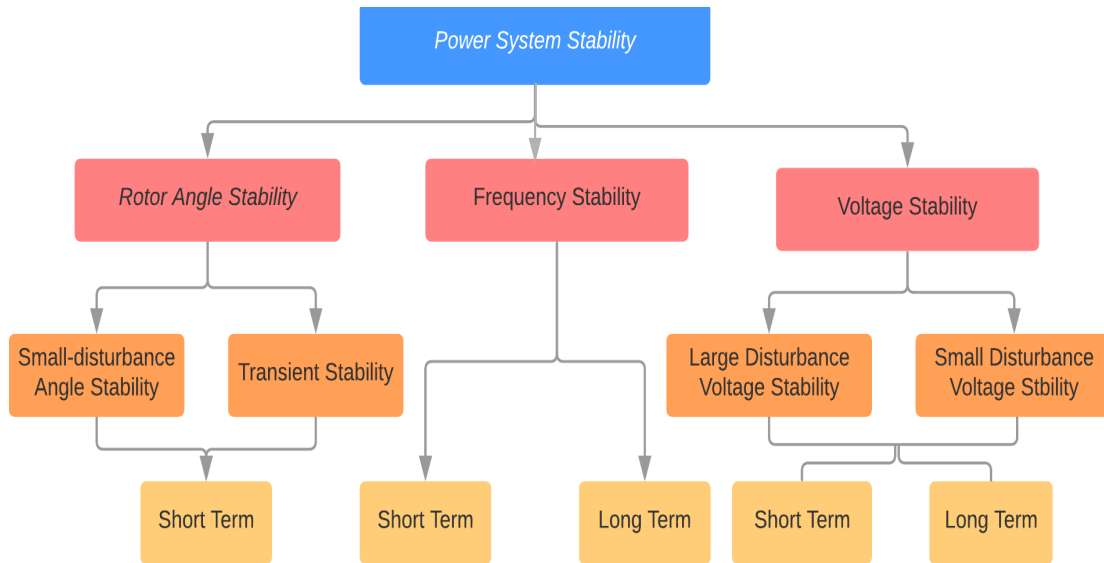 Power System Stability
Rotor Angle Stability
Frequency Stability
Voltage Stability
Small-disturbance
Angle Stability
Transient Stability
Large Disturbance
Voltage Stability
Small Disturbance
Voltage Stbility
Short Term
Short Term
Long Term
Short Term
Long Term